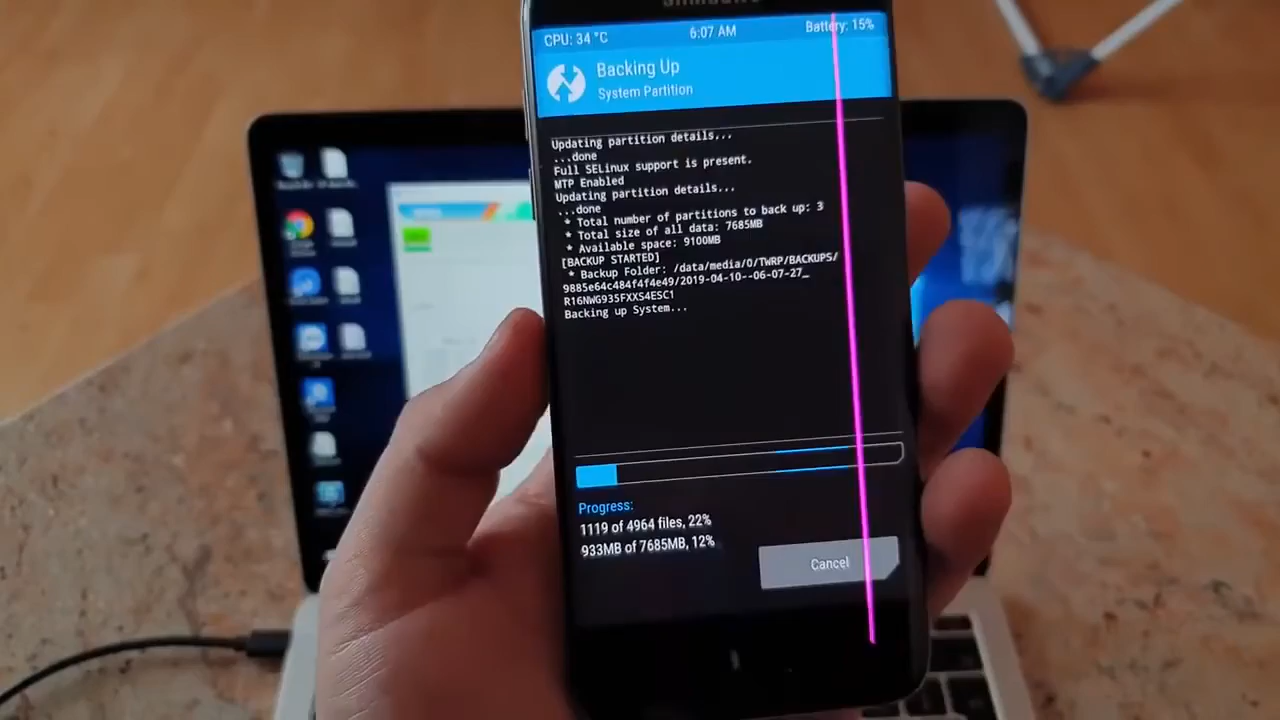 SAMSUNG
CPU: 34 °C 6:07 AM Battery: 15%
Backing Up
System Partition
Updating partition details...
...done
Full SELinux support is present.
MTP Enabled
Updating partition details...
...done
* Total number of partitions to back up: 3
* Total size of all data: 7685MB
* Available space: 9100MB
[BACKUP STARTED]
* Backup Folder: /data/media/0/TWRP/BACKUPS/
9885e64c484f4f4e49/2019-04-10--06-07-27_
R16NWG935FXXS4ESC1
Backing up System...
Progress:
1119 of 4964 files, 22%
933MB of 7685MB, 12%
Cancel